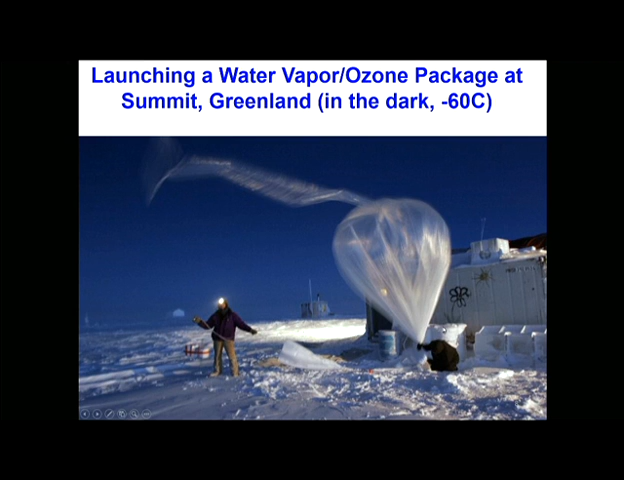 Launching a Water Vapor/Ozone Package at
Summit, Greenland (in the dark, -60C)